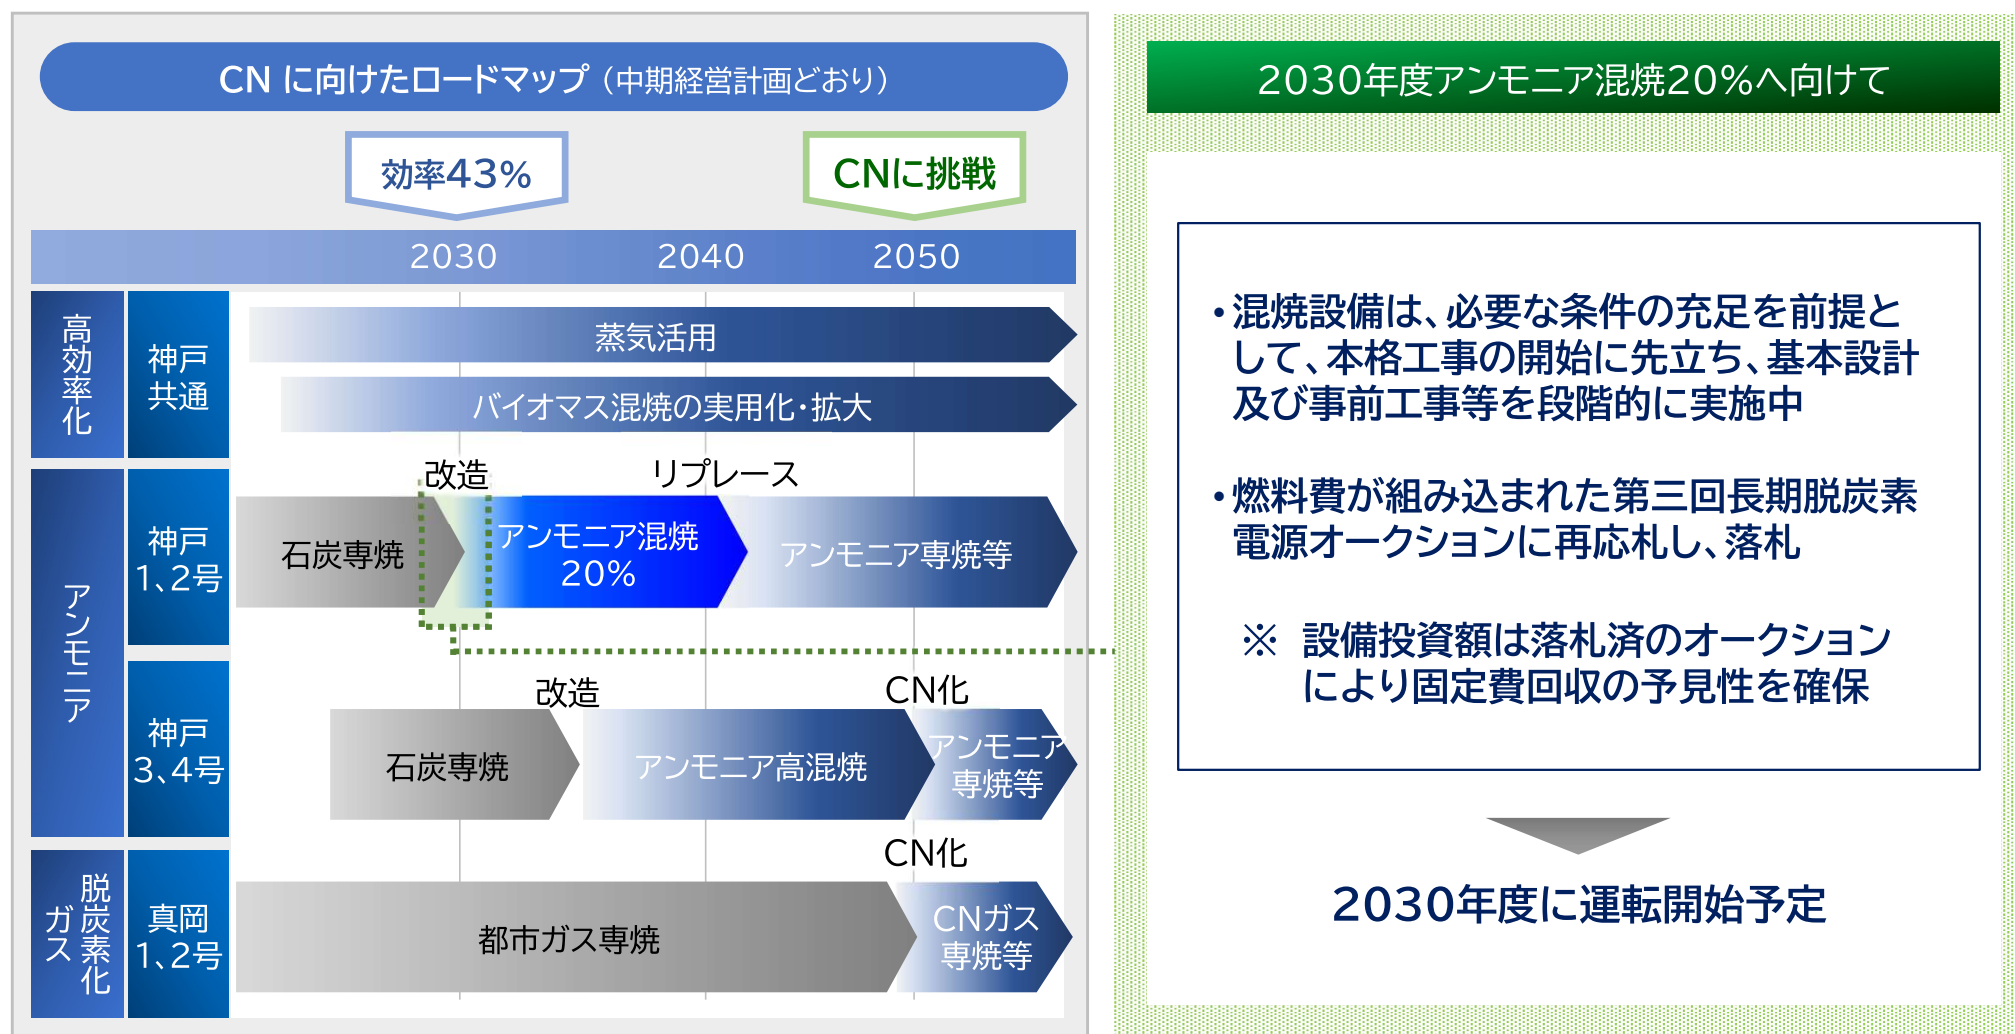 CN に向けたロードマップ（中期経営計画どおり）
効率43%
CNに挑戦
2030
2040
2050
高効率化
神戸
共通
蒸気活用
バイオマス混焼の実用化・拡大
アンモニア
神戸
1、2号
改造
リプレース
石炭専焼
アンモニア混焼
20%
アンモニア専焼等
神戸
3、4号
改造
CN化
石炭専焼
アンモニア高混焼
アンモニア
専焼等
脱炭素化
ガス
真岡
1、2号
CN化
都市ガス専焼
CNガス
専焼等
2030年度アンモニア混焼20%へ向けて
・混焼設備は、必要な条件の充足を前提と
して、本格工事の開始に先立ち、基本設計
及び事前工事等を段階的に実施中
・燃料費が組み込まれた第三回長期脱炭素
電源オークションに再応札し、落札
※ 設備投資額は落札済のオークション
により固定費回収の予見性を確保
2030年度に運転開始予定